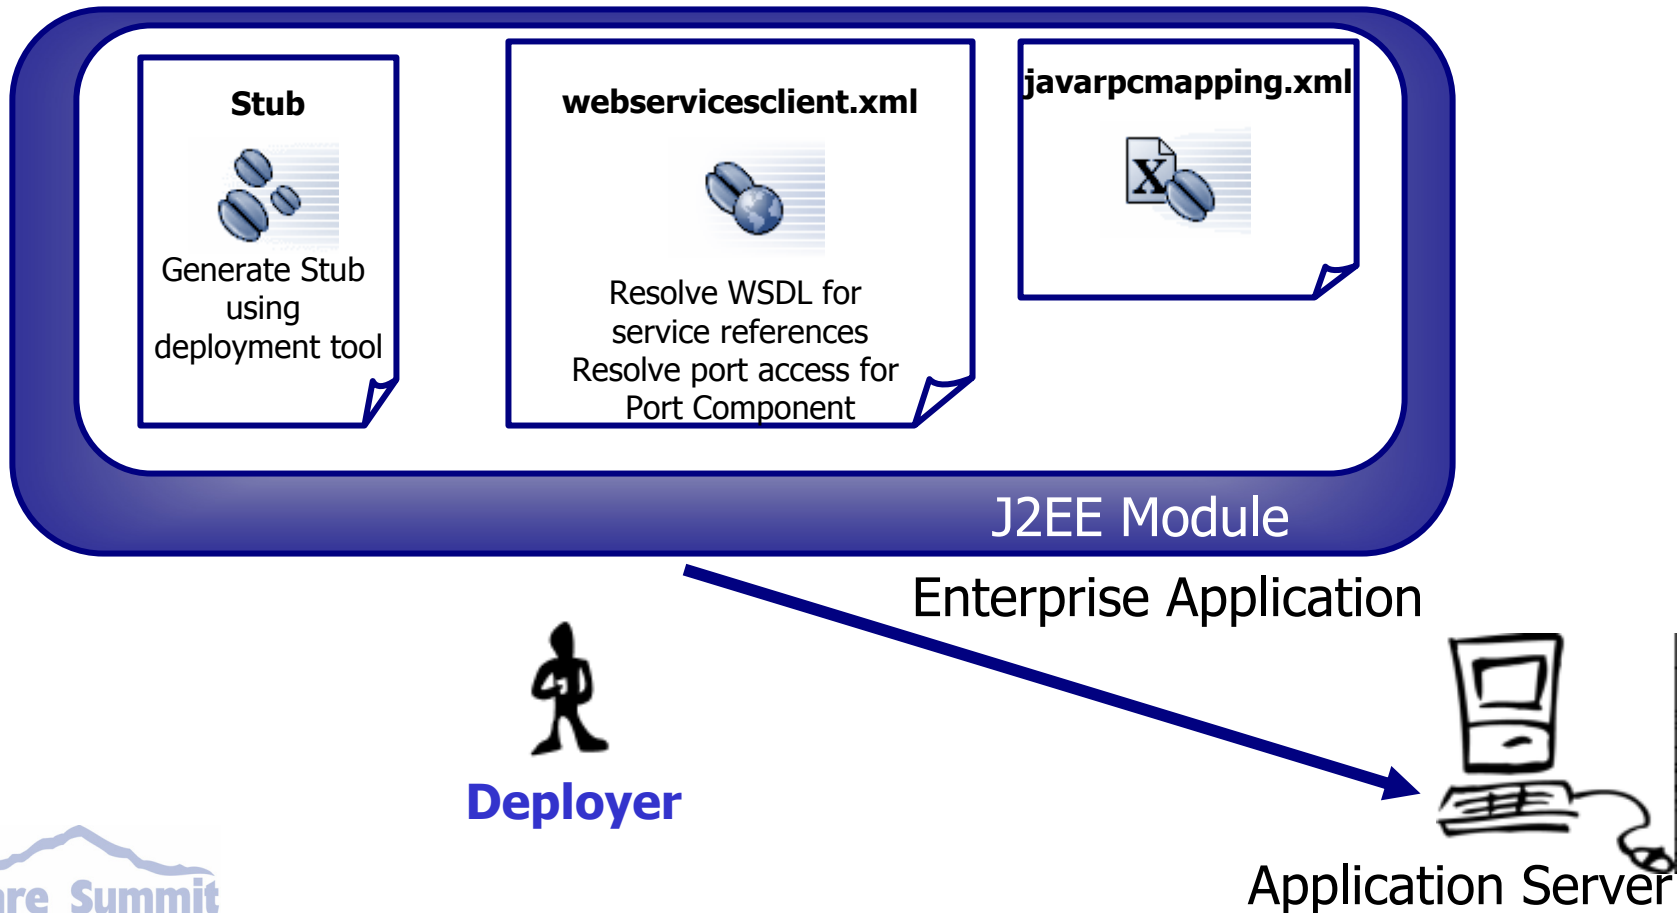 Stub
Generate Stub
using
deployment tool
webservicesclient.xml
Resolve WSDL for
service references
Resolve port access for
Port Component
javarpcmapping.xml
X
J2EE Module
Enterprise Application
Deployer
Application Server
Summit